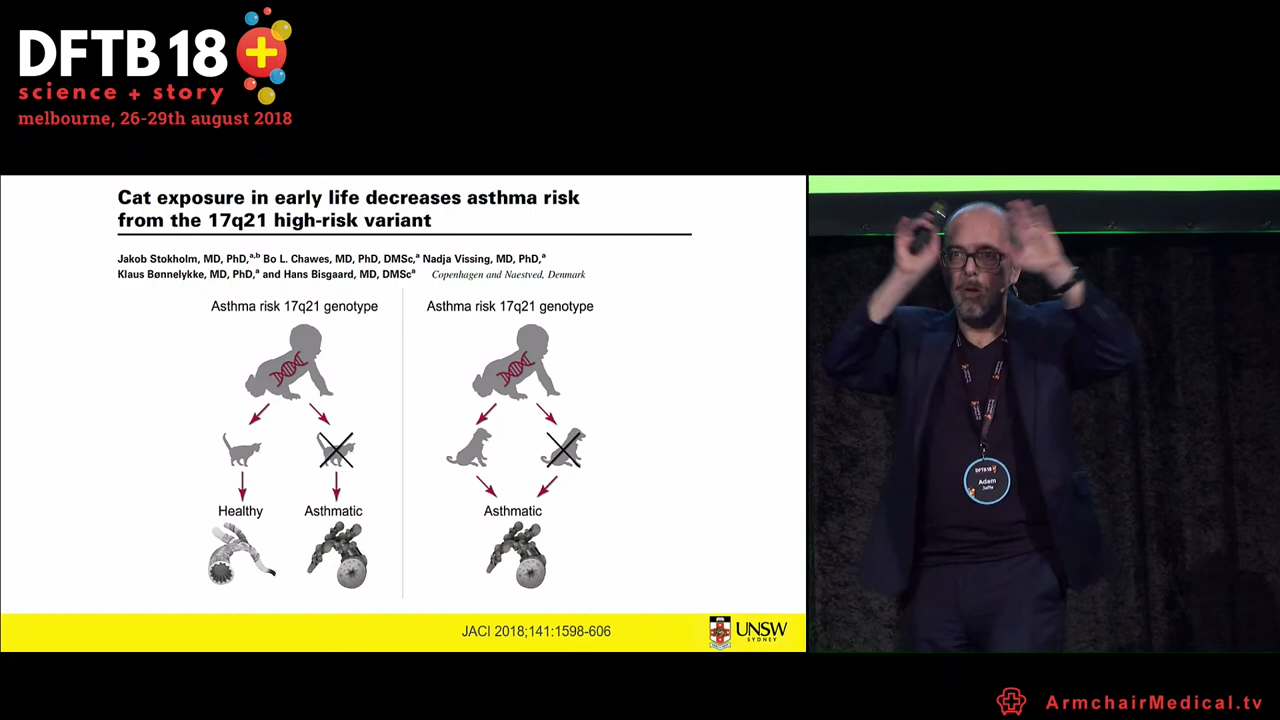 DFTB 18
science + story
melbourne, 26-29th august 2018
Cat exposure in early life decreases asthma risk
from the 17q21 high-risk variant
Jakob Stokholm, MD, PhD,a,b Bo L. Chawes, MD, PhD, DMSc,a Nadja Vissing, MD, PhD,a
Klaus Bønnelykke, MD, PhD,a and Hans Bisgaard, MD, DMSca Copenhagen and Naestved, Denmark
Asthma risk 17q21 genotype
Asthma risk 17q21 genotype
Healthy
Asthmatic
Asthmatic
JACI 2018;141:1598-606
UNSW
SYDNEY
DFTB18
Adam
Jaffe
ArmchairMedical.tv